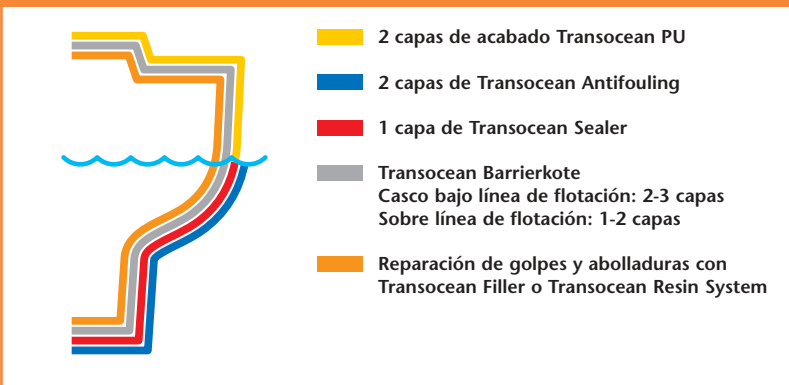 2 capas de acabado Transocean PU
2 capas de Transocean Antifouling
1 capa de Transocean Sealer
Transocean Barrierkote
Casco bajo línea de flotación: 2-3 capas
Sobre línea de flotación: 1-2 capas
Reparación de golpes y abolladuras con
Transocean Filler o Transocean Resin System